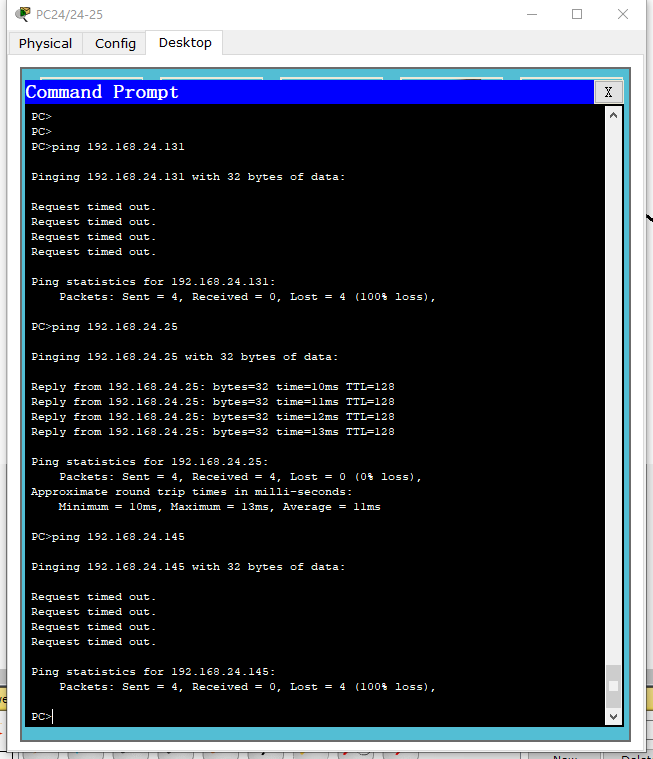 PC24/24-25
Physical Config Desktop
Command Prompt X
PC>
PC>
PC>ping 192.168.24.131
Pinging 192.168.24.131 with 32 bytes of data:
Request timed out.
Request timed out.
Request timed out.
Request timed out.
Ping statistics for 192.168.24.131:
Packets: Sent = 4, Received = 0, Lost = 4 (100% loss),
PC>ping 192.168.24.25
Pinging 192.168.24.25 with 32 bytes of data:
Reply from 192.168.24.25: bytes=32 time=10ms TTL=128
Reply from 192.168.24.25: bytes=32 time=11ms TTL=128
Reply from 192.168.24.25: bytes=32 time=12ms TTL=128
Reply from 192.168.24.25: bytes=32 time=13ms TTL=128
Ping statistics for 192.168.24.25:
Packets: Sent = 4, Received = 4, Lost = 0 (0% loss),
Approximate round trip times in milli-seconds:
Minimum = 10ms, Maximum = 13ms, Average = 11ms
PC>ping 192.168.24.145
Pinging 192.168.24.145 with 32 bytes of data:
Request timed out.
Request timed out.
Request timed out.
Request timed out.
Ping statistics for 192.168.24.145:
Packets: Sent = 4, Received = 0, Lost = 4 (100% loss),
PC>